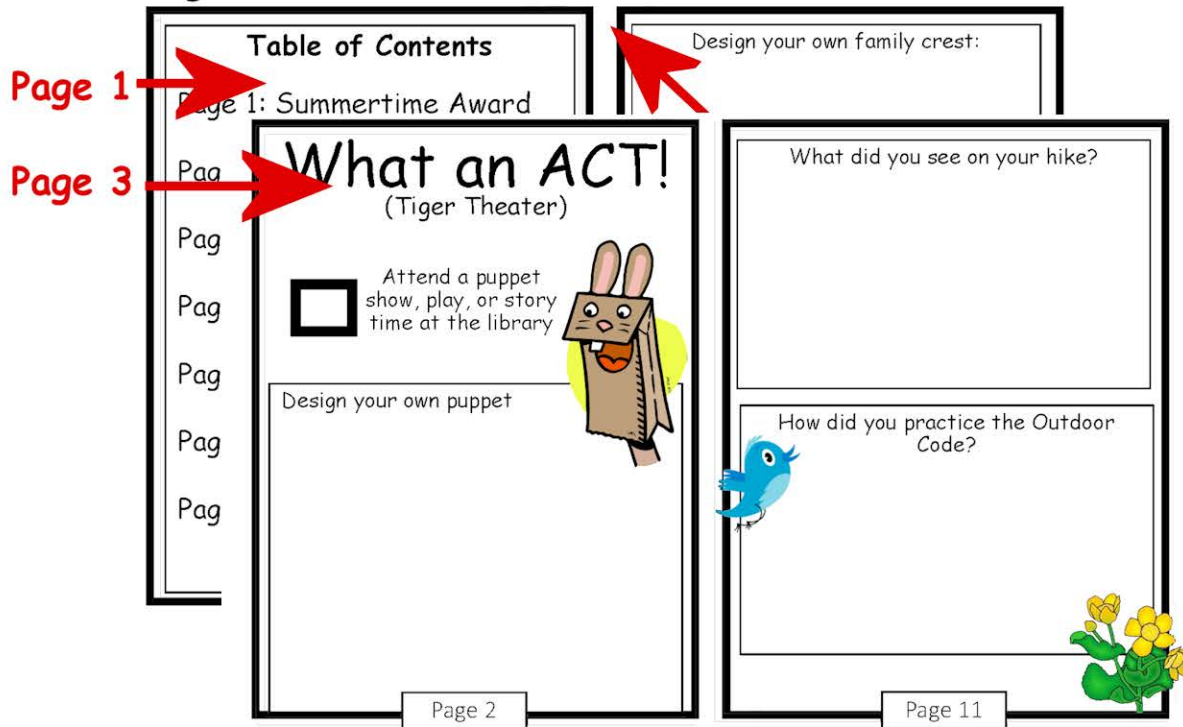 Table of Contents
Page 1
Page 1: Summertime Award
Page 3
Pag
Pag
Pag
Pag
Pag
Pag
Design your own family crest:
What an ACT!
(Tiger Theater)
Attend a puppet
show, play, or story
time at the library
Design your own puppet
Page 2
What did you see on your hike?
How did you practice the Outdoor
Code?
Page 11